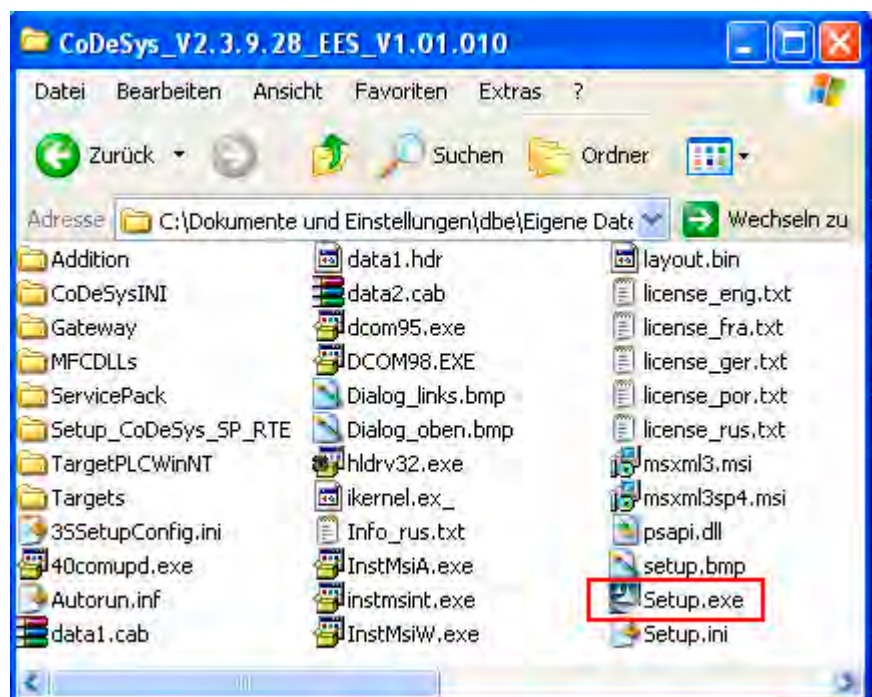 CoDeSys_V2.3.9.28_EES_V1.01.010
Datei Bearbeiten Ansicht Favoriten Extras ?
Zurück Suchen Ordner
Adresse C:\Dokumente und Einstellungen\dbe\Eigene Date Wechseln zu
Addition
CoDeSysINI
Gateway
MFCDLLs
ServicePack
Setup_CoDeSys_SP_RTE
TargetPLCWinNT
Targets
3SSetupConfig.ini
40comupd.exe
Autorun.inf
data1.cab
data1.hdr
data2.cab
dcom95.exe
DCOM98.EXE
Dialog_links.bmp
Dialog_oben.bmp
hldrv32.exe
ikernel.ex_
Info_rus.txt
InstMsiA.exe
instmsint.exe
InstMsiW.exe
layout.bin
license_eng.txt
license_fra.txt
license_ger.txt
license_por.txt
license_rus.txt
msxml3.msi
msxml3sp4.msi
psapi.dll
setup.bmp
Setup.exe
Setup.ini